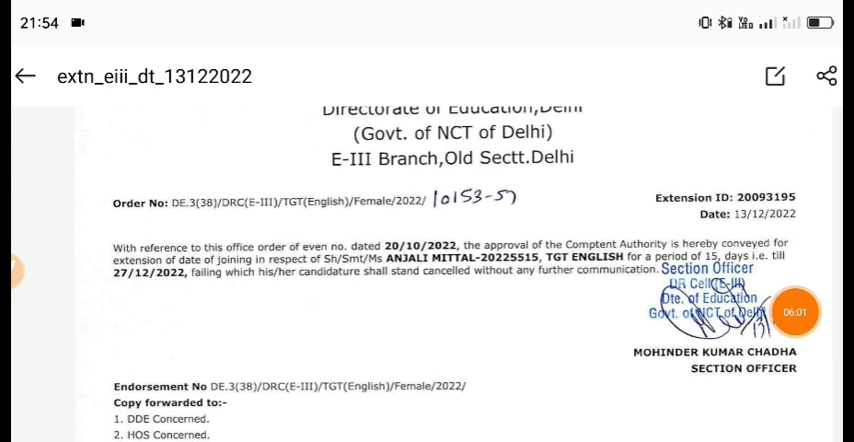 21:54
extn_eiii_dt_13122022
Directorate of Education,Delhi
(Govt. of NCT of Delhi)
E-III Branch,Old Sectt.Delhi
Order No: DE.3(38)/DRC(E-III)/TGT(English)/Female/2022/ 10153-57
Extension ID: 20093195
Date: 13/12/2022
With reference to this office order of even no. dated 20/10/2022, the approval of the Comptent Authority is hereby conveyed for
extension of date of joining in respect of Sh/Smt/Ms ANJALI MITTAL-20225515, TGT ENGLISH for a period of 15, days i.e. till
27/12/2022, failing which his/her candidature shall stand cancelled without any further communication.
Section Officer
DR Cell(E-III)
Dte. of Education
Govt. of NCT of Delhi
06:01
MOHINDER KUMAR CHADHA
SECTION OFFICER
Endorsement No DE.3(38)/DRC(E-III)/TGT(English)/Female/2022/
Copy forwarded to:-
1. DDE Concerned.
2. HOS Concerned.